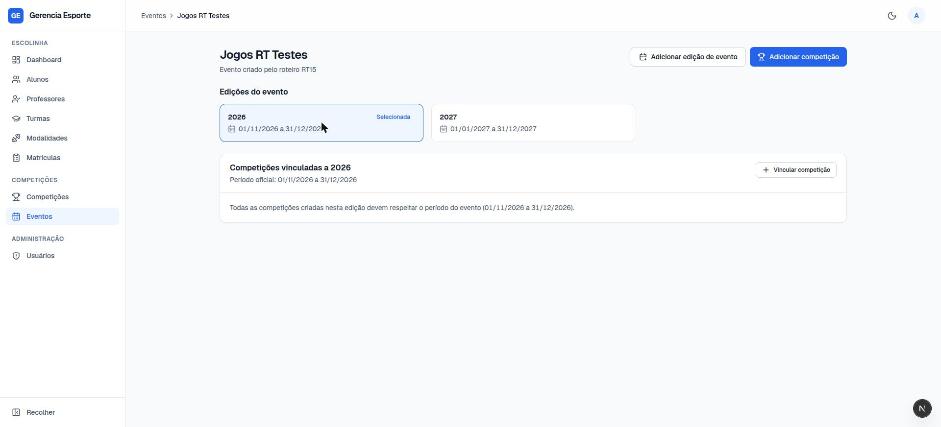 GE Gerencia Esporte
Eventos > Jogos RT Testes
A
ESCOLINHA
Dashboard
Alunos
Professores
Turmas
Modalidades
Matrículas
COMPETIÇÕES
Competições
Eventos
ADMINISTRAÇÃO
Usuários
Recolher
Jogos RT Testes
Evento criado pelo roteiro RT15
Adicionar edição de evento
Adicionar competição
Edições do evento
2026
Selecionada
01/11/2026 a 31/12/202
2027
01/01/2027 a 31/12/2027
Competições vinculadas a 2026
Período oficial: 01/11/2026 a 31/12/2026
Vincular competição
Todas as competições criadas nesta edição devem respeitar o período do evento (01/11/2026 a 31/12/2026).
N